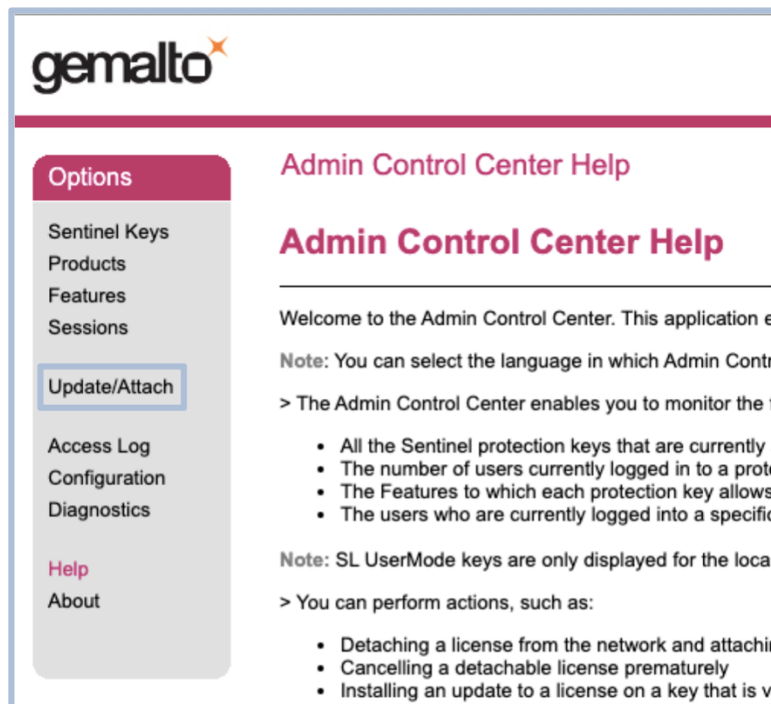 gemalto
Options
Sentinel Keys
Products
Features
Sessions
Update/Attach
Access Log
Configuration
Diagnostics
Help
About
Admin Control Center Help
Admin Control Center Help
Welcome to the Admin Control Center. This application
Note: You can select the language in which Admin
> The Admin Control Center enables you to monitor the
• All the Sentinel protection keys that are currently
• The number of users currently logged in to a
• The Features to which each protection key allows
• The users who are currently logged into a
Note: SL UserMode keys are only displayed for the
> You can perform actions, such as:
• Detaching a license from the network and
• Cancelling a detachable license prematurely
• Installing an update to a license on a key that is